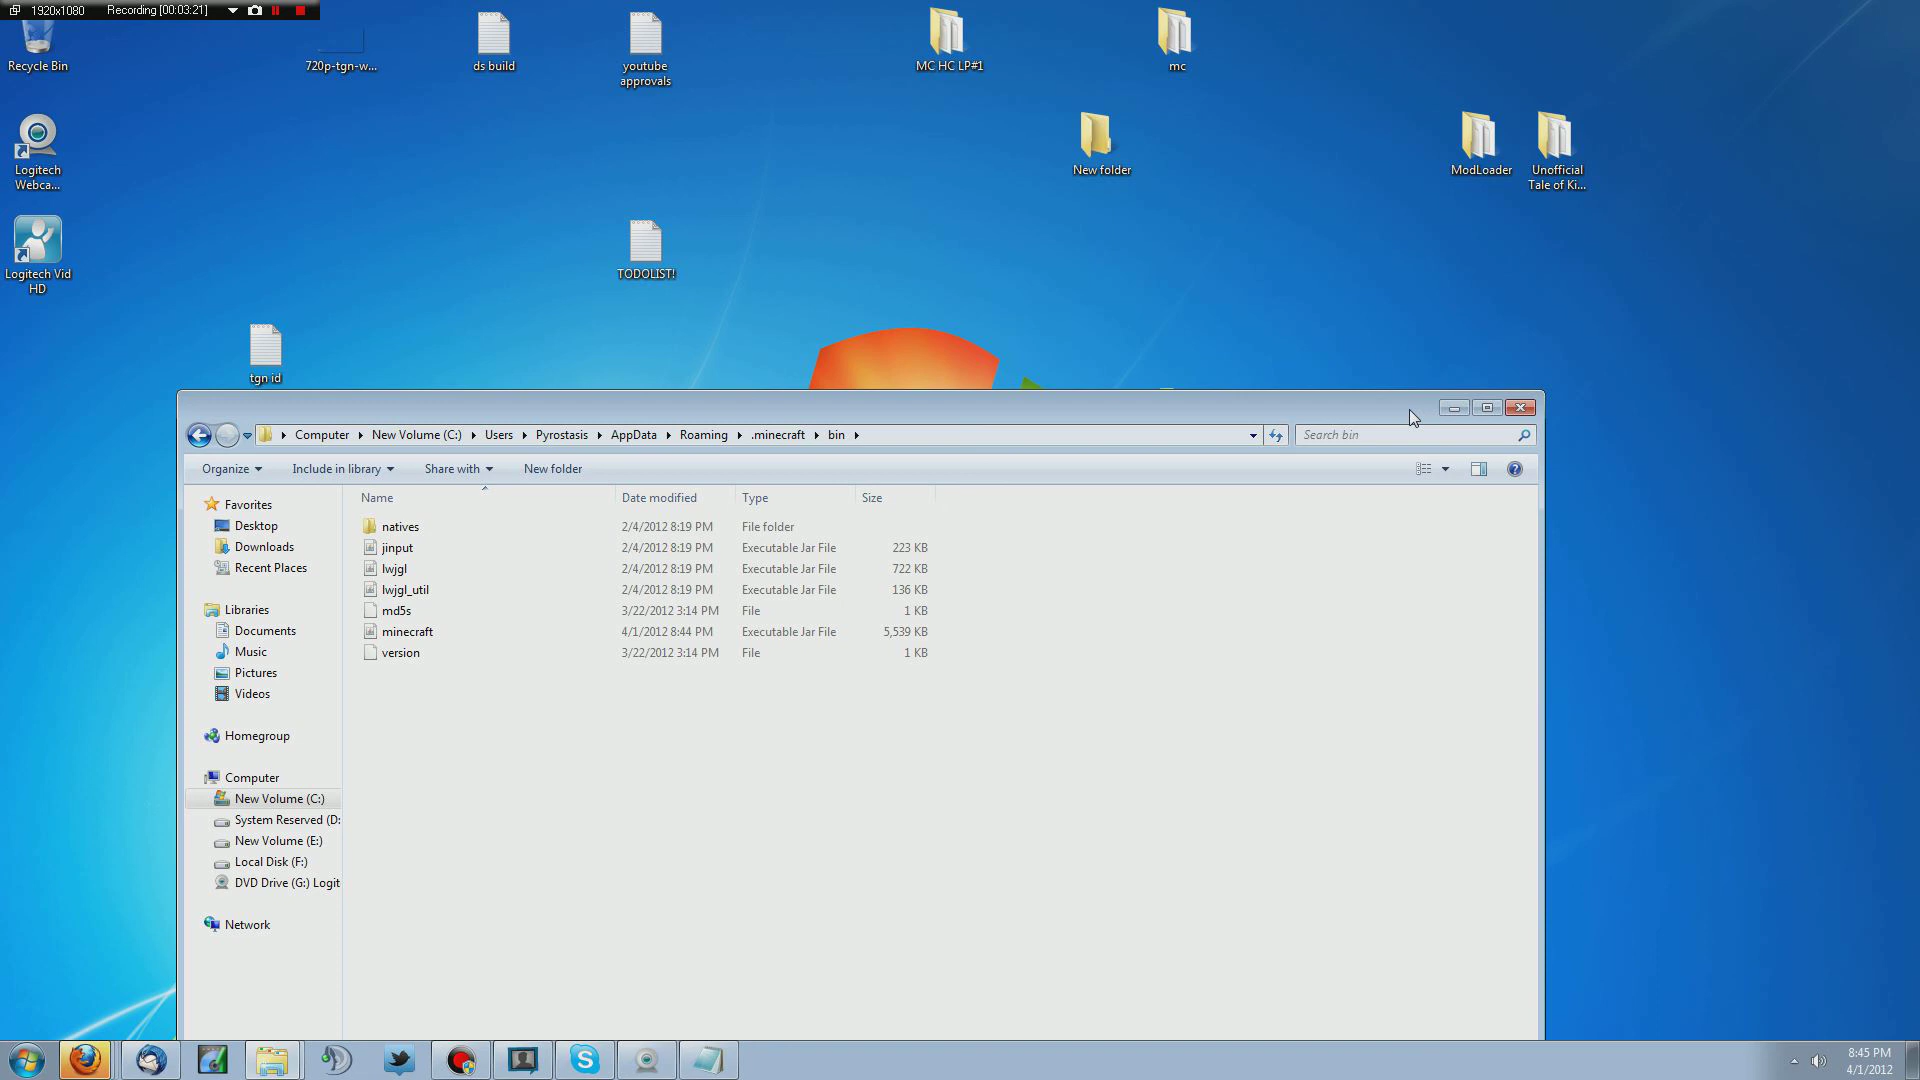 1920x1080 Recording [00:03:21]
Recycle Bin
720p-tgn-w...
ds build
youtube
approvals
MC HC LP#1
mc
Logitech
Webca...
New folder
ModLoader
Unofficial
Tale of Ki...
Logitech Vid
HD
TODOLIST!
tgn id
Computer New Volume (C:) Users Pyrostasis AppData Roaming .minecraft bin
Search bin
Organize Include in library Share with New folder
Name Date modified Type Size
natives 2/4/2012 8:19 PM File folder
jinput 2/4/2012 8:19 PM Executable Jar File 223 KB
lwjgl 2/4/2012 8:19 PM Executable Jar File 722 KB
lwjgl_util 2/4/2012 8:19 PM Executable Jar File 136 KB
md5s 3/22/2012 3:14 PM File 1 KB
minecraft 4/1/2012 8:44 PM Executable Jar File 5,539 KB
version 3/22/2012 3:14 PM File 1 KB
Favorites
Desktop
Downloads
Recent Places
Libraries
Documents
Music
Pictures
Videos
Homegroup
Computer
New Volume (C:)
System Reserved (D:
New Volume (E:)
Local Disk (F:)
DVD Drive (G:) Logit
Network
8:45 PM
4/1/2012